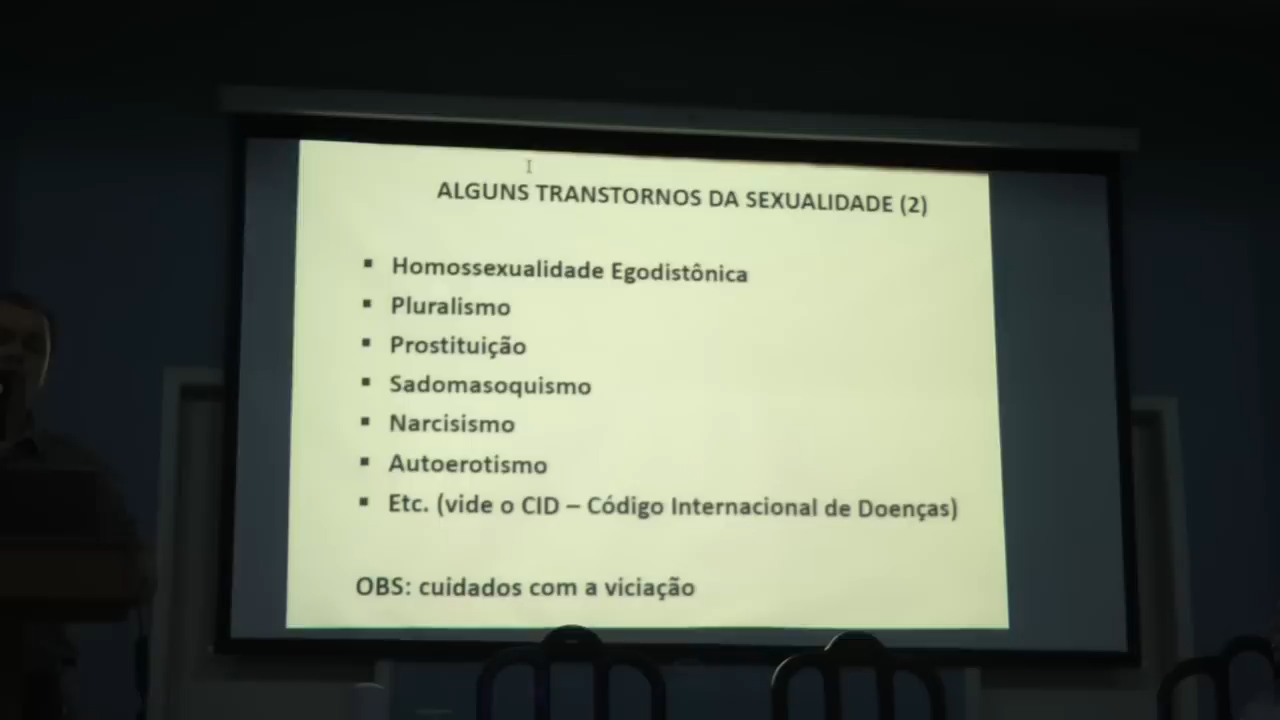 ALGUNS TRANSTORNOS DA SEXUALIDADE (2)
▪ Homossexualidade Egodistônica
▪ Pluralismo
▪ Prostituição
▪ Sadomasoquismo
▪ Narcisismo
▪ Autoerotismo
▪ Etc. (vide o CID – Código Internacional de Doenças)
OBS: cuidados com a viciação